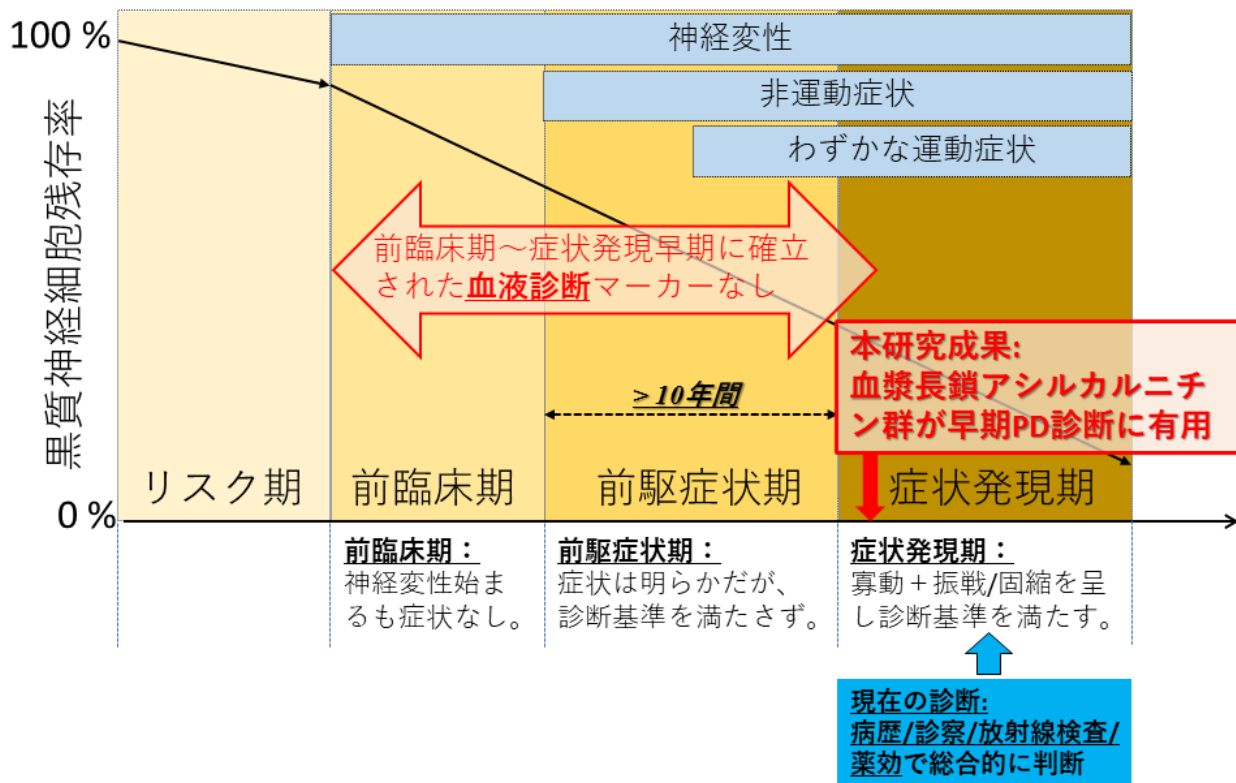 100 %
黒質神経細胞残存率
0 %
神経変性
非運動症状
わずかな運動症状
前臨床期～症状発現早期に確立
された血液診断マーカーなし
> 10年間
本研究成果:
血漿長鎖アシルカルニチ
ン群が早期PD診断に有用
リスク期
前臨床期
前駆症状期
症状発現期
前臨床期：
神経変性始ま
るも症状なし。
前駆症状期：
症状は明らかだが、
診断基準を満たさず。
症状発現期：
寡動＋振戦/固縮を呈
し診断基準を満たす。
現在の診断:
病歴/診察/放射線検査/
薬効で総合的に判断